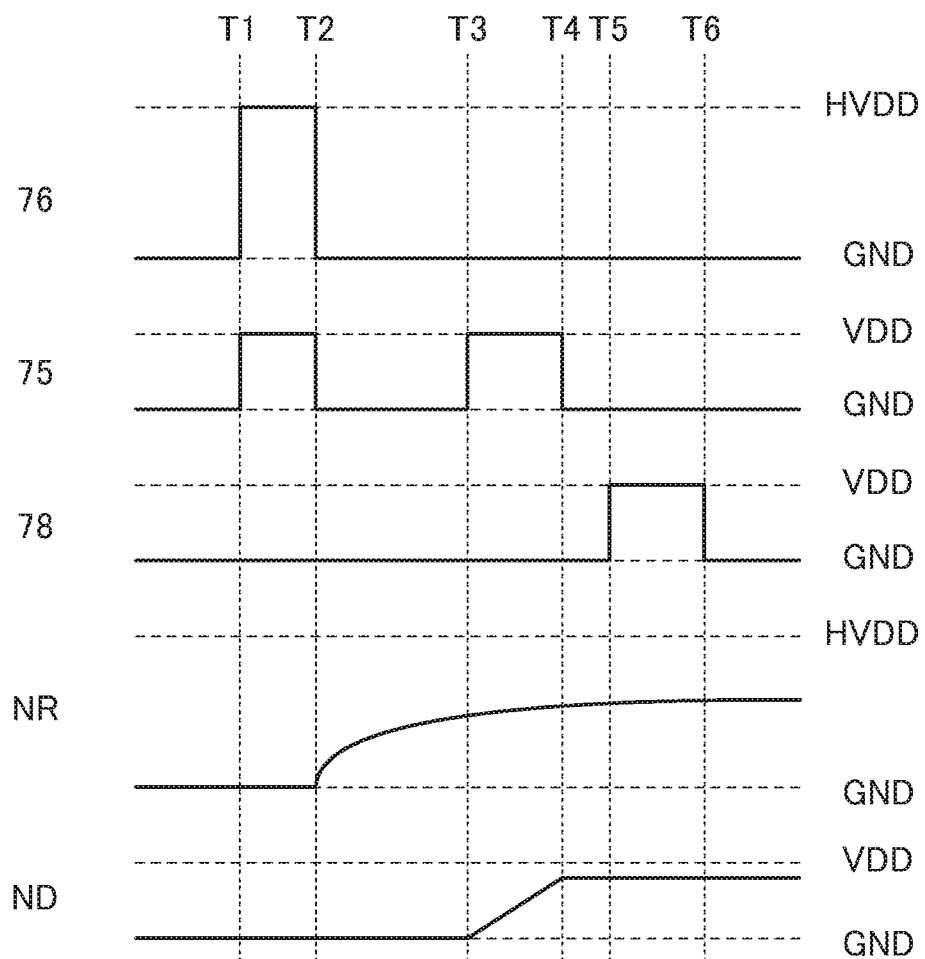 T1 T2 T3 T4 T5 T6
HVDD
76
GND
VDD
75
GND
VDD
78
GND
HVDD
NR
GND
VDD
ND
GND